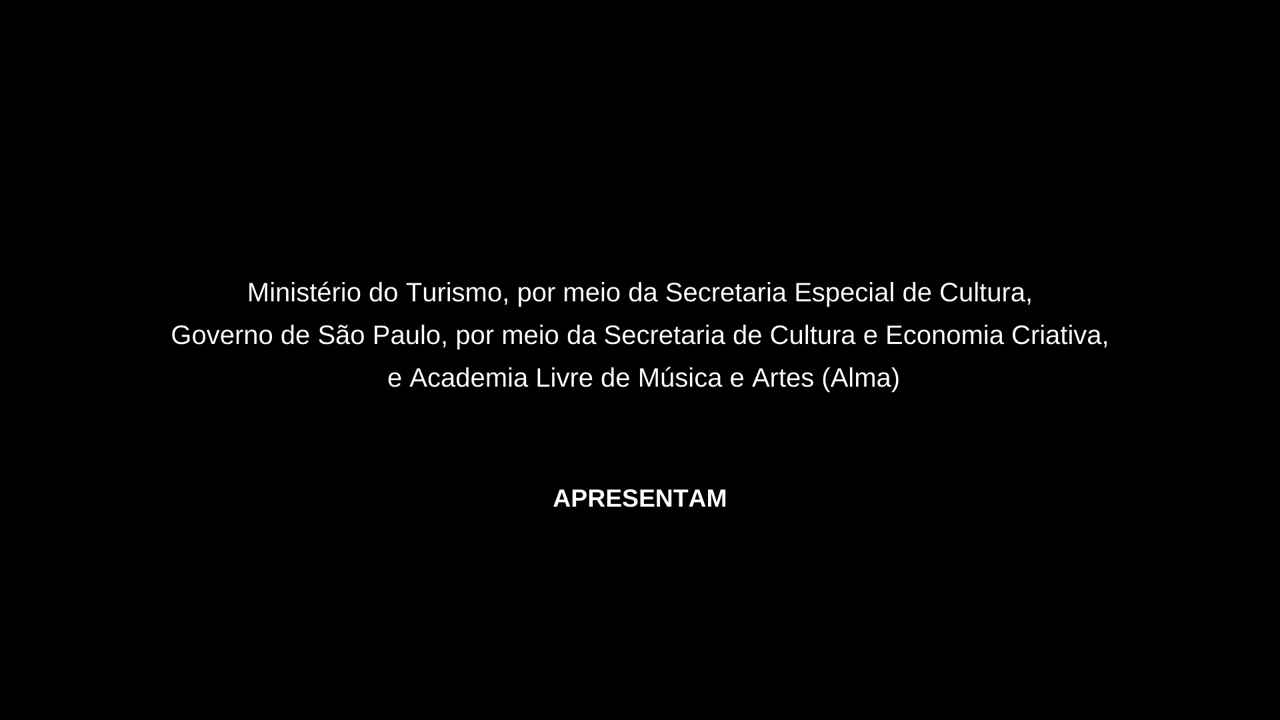 Ministério do Turismo, por meio da Secretaria Especial de Cultura,
Governo de São Paulo, por meio da Secretaria de Cultura e Economia Criativa,
e Academia Livre de Música e Artes (Alma)
APRESENTAM